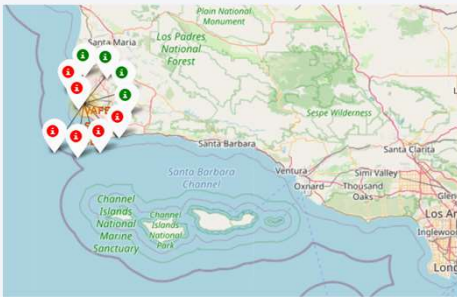 Plain National
Monument
Los Padres
National
Forest
Santa Maria
Sespe Wilderness
Santa Barbara
Santa Clarita
Ventura
Simi Valley
Oxnard
Thousand
Oaks
Santa Barbara
Channel
Channel
Islands
National
Marine
Sanctuary
Channel
Islands
National
Park
Glen
Los An
Inglewood
Long